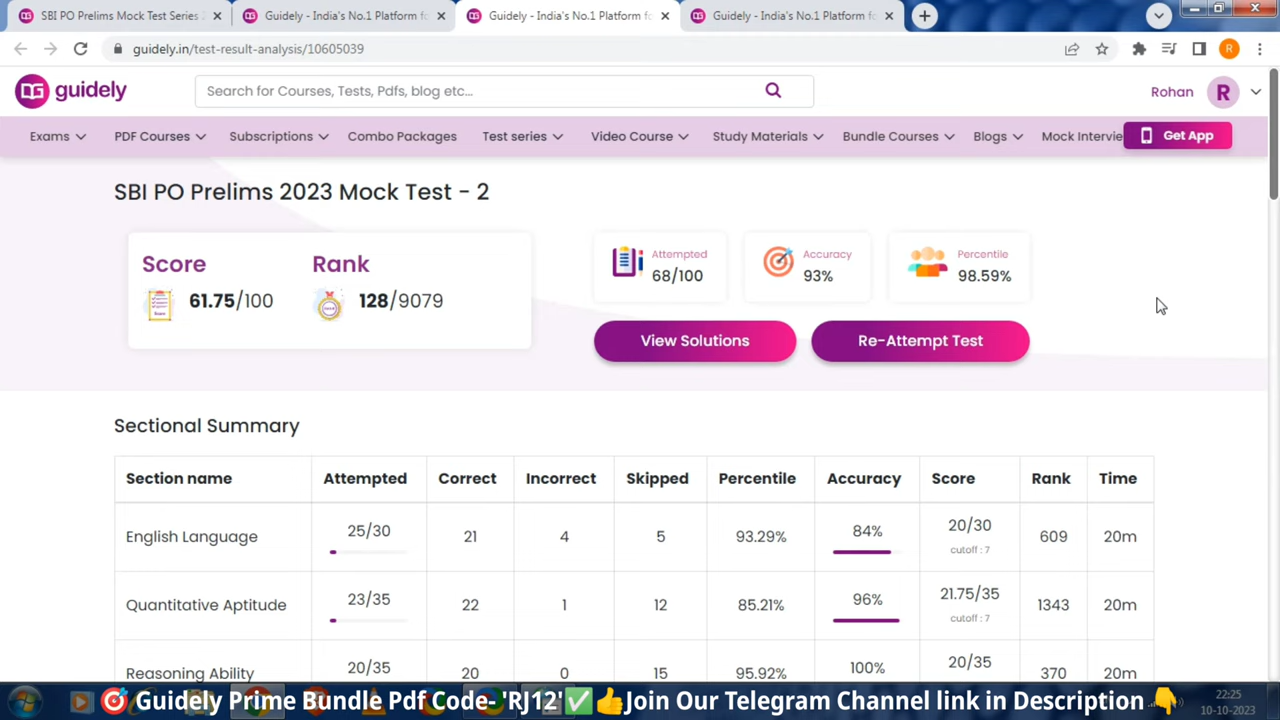 SBI PO Prelims Mock Test Series 2
Guidely - India's No.1 Platform fo
Guidely - India's No.1 Platform fo
Guidely - India's No.1 Platform fo
guidely.in/test-result-analysis/10605039
R
guidely
Search for Courses, Tests, Pdfs, blog etc...
Rohan R
Exams PDF Courses Subscriptions Combo Packages Test series Video Course Study Materials Bundle Courses Blogs Mock Intervie Get App
SBI PO Prelims 2023 Mock Test - 2
Score Rank
61.75/100 128/9079
Attempted
68/100
Accuracy
93%
Percentile
98.59%
View Solutions Re-Attempt Test
Sectional Summary
Section name Attempted Correct Incorrect Skipped Percentile Accuracy Score Rank Time
English Language 25/30 21 4 5 93.29% 84% 20/30 cutoff : 7 609 20m
Quantitative Aptitude 23/35 22 1 12 85.21% 96% 21.75/35 cutoff : 7 1343 20m
Reasoning Ability 20/35 20 0 15 95.92% 100% 20/35 370 20m
🎯 Guidely Prime Bundle Pdf Code- 'RJ12'✅👍Join Our Telegram Channel link in Description 👇
22:25
10-10-2023